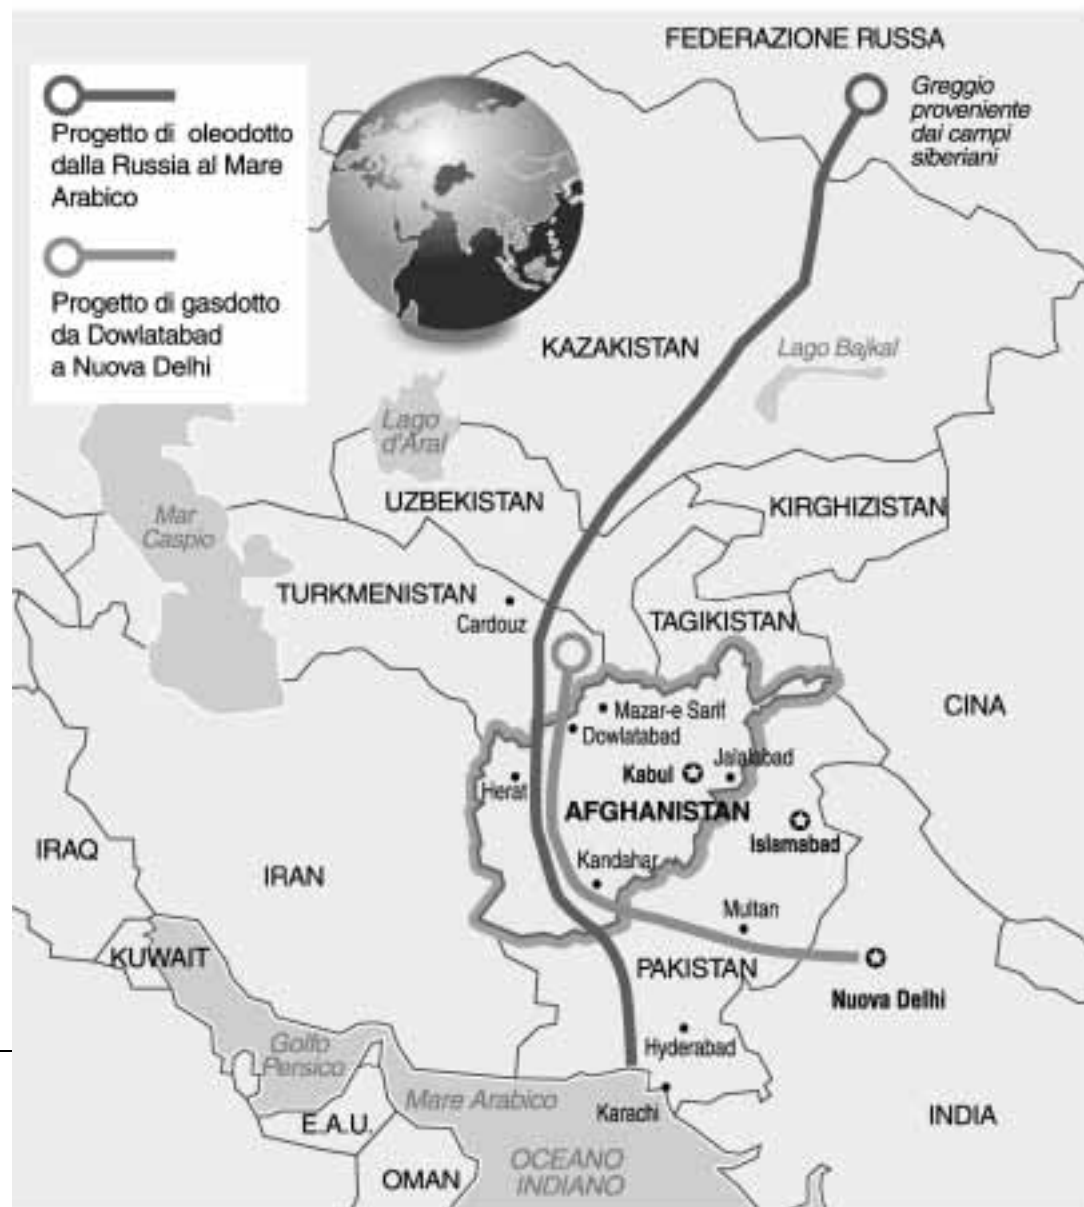 FEDERAZIONE RUSSA
Greggio
proveniente
dai campi
siberiani
Progetto di oleodotto
dalla Russia al Mare
Arabico
Progetto di gasdotto
da Dowlatabad
a Nuova Delhi
KAZAKISTAN
Lago Bajkal
Lago
d'Aral
UZBEKISTAN
KIRGHIZISTAN
Mar
Caspio
TURKMENISTAN
Cardouz
TAGIKISTAN
CINA
Mazar-e Sarif
Dowlatabad
Jalalabad
Kabul
Herat
AFGHANISTAN
Islamabad
IRAQ
IRAN
Kandahar
Multan
KUWAIT
PAKISTAN
Nuova Delhi
Golfo
Persico
Hyderabad
Mare Arabico
Karachi
E.A.U.
INDIA
OMAN
OCEANO
INDIANO